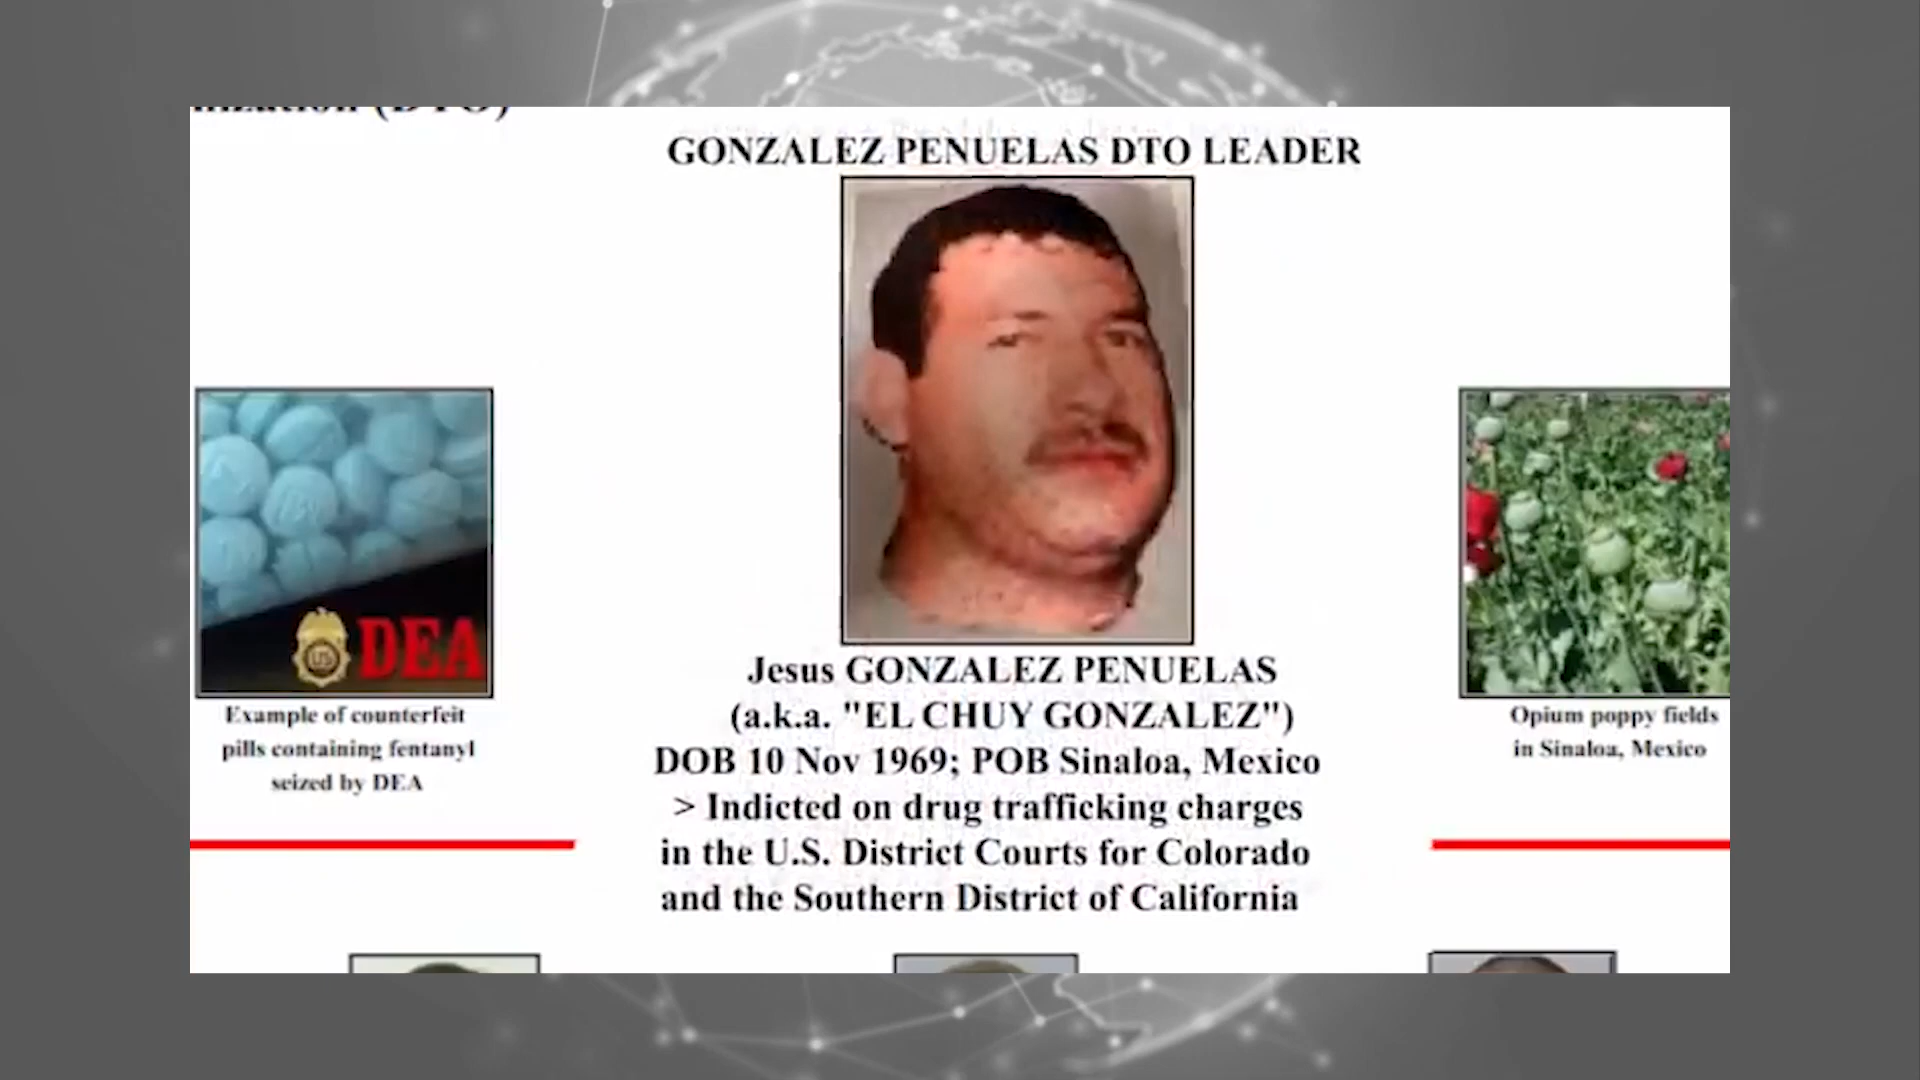 GONZALEZ PENUELAS DTO LEADER
US DEA
Jesus GONZALEZ PENUELAS
(a.k.a. "EL CHUY GONZALEZ")
DOB 10 Nov 1969; POB Sinaloa, Mexico
> Indicted on drug trafficking charges
in the U.S. District Courts for Colorado
and the Southern District of California
Example of counterfeit
pills containing fentanyl
seized by DEA
Opium poppy fields
in Sinaloa, Mexico